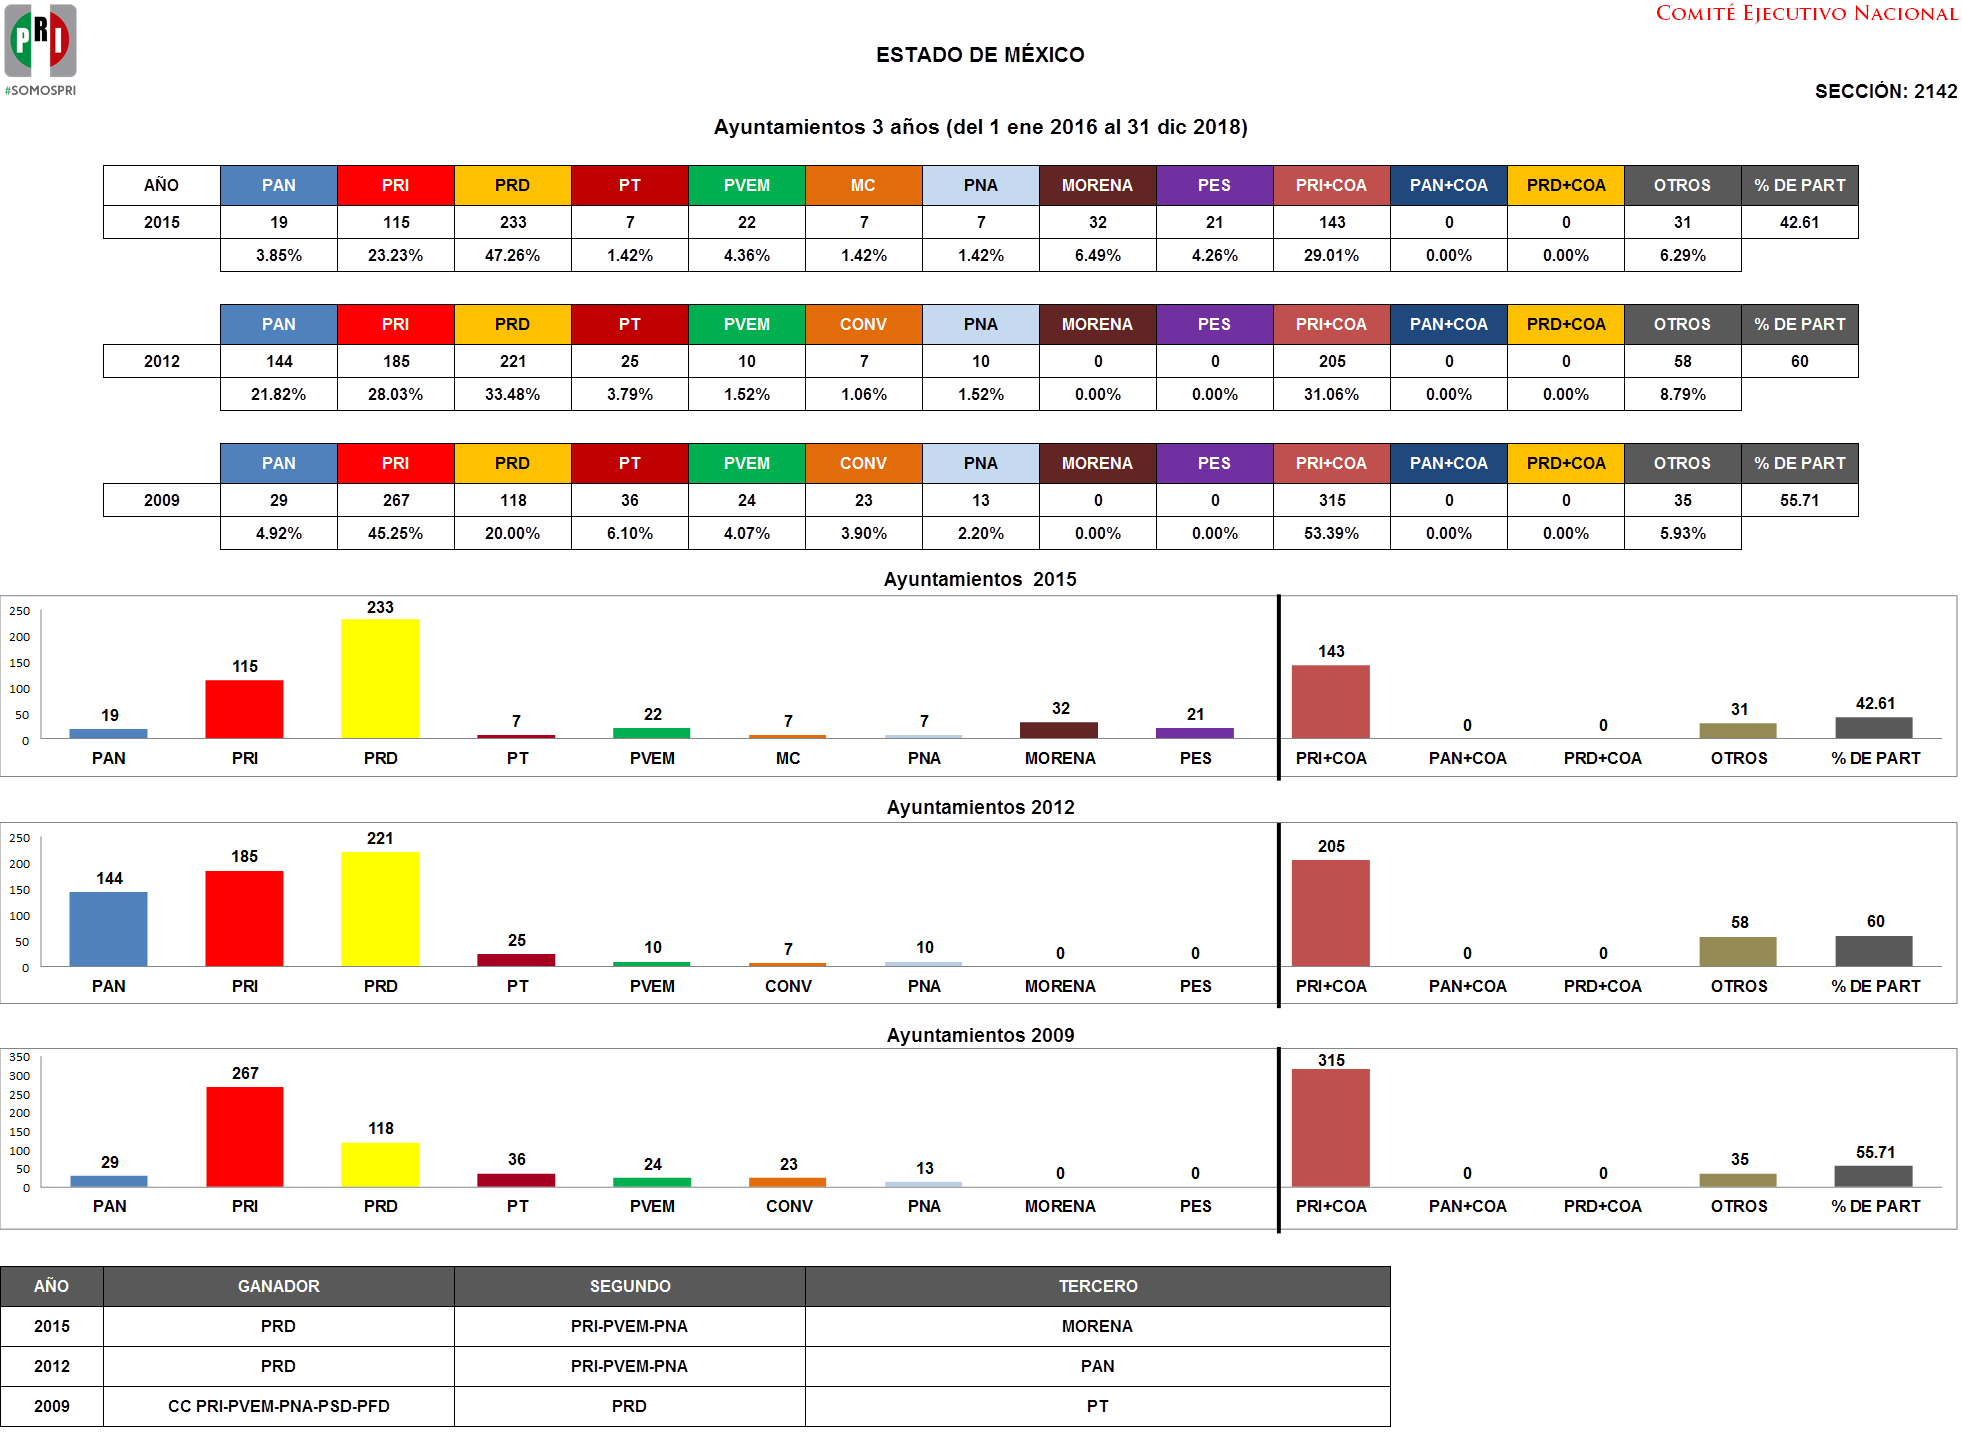 PRI
#SOMOSPRI
COMITÉ EJECUTIVO NACIONAL
ESTADO DE MÉXICO
SECCIÓN: 2142
Ayuntamientos 3 años (del 1 ene 2016 al 31 dic 2018)
AÑO PAN PRI PRD PT PVEM MC PNA MORENA PES PRI+COA PAN+COA PRD+COA OTROS % DE PART
2015 19 115 233 7 22 7 7 32 21 143 0 0 31 42.61
3.85% 23.23% 47.26% 1.42% 4.36% 1.42% 1.42% 6.49% 4.26% 29.01% 0.00% 0.00% 6.29%
PAN PRI PRD PT PVEM CONV PNA MORENA PES PRI+COA PAN+COA PRD+COA OTROS % DE PART
2012 144 185 221 25 10 7 10 0 0 205 0 0 58 60
21.82% 28.03% 33.48% 3.79% 1.52% 1.06% 1.52% 0.00% 0.00% 31.06% 0.00% 0.00% 8.79%
PAN PRI PRD PT PVEM CONV PNA MORENA PES PRI+COA PAN+COA PRD+COA OTROS % DE PART
2009 29 267 118 36 24 23 13 0 0 315 0 0 35 55.71
4.92% 45.25% 20.00% 6.10% 4.07% 3.90% 2.20% 0.00% 0.00% 53.39% 0.00% 0.00% 5.93%
Ayuntamientos 2015
250
200
150
100
50
0
19 115 233 7 22 7 7 32 21 143 0 0 31 42.61
PAN PRI PRD PT PVEM MC PNA MORENA PES PRI+COA PAN+COA PRD+COA OTROS % DE PART
Ayuntamientos 2012
250
200
150
100
50
0
144 185 221 25 10 7 10 0 0 205 0 0 58 60
PAN PRI PRD PT PVEM CONV PNA MORENA PES PRI+COA PAN+COA PRD+COA OTROS % DE PART
Ayuntamientos 2009
350
300
250
200
150
100
50
0
29 267 118 36 24 23 13 0 0 315 0 0 35 55.71
PAN PRI PRD PT PVEM CONV PNA MORENA PES PRI+COA PAN+COA PRD+COA OTROS % DE PART
AÑO GANADOR SEGUNDO TERCERO
2015 PRD PRI-PVEM-PNA MORENA
2012 PRD PRI-PVEM-PNA PAN
2009 CC PRI-PVEM-PNA-PSD-PFD PRD PT